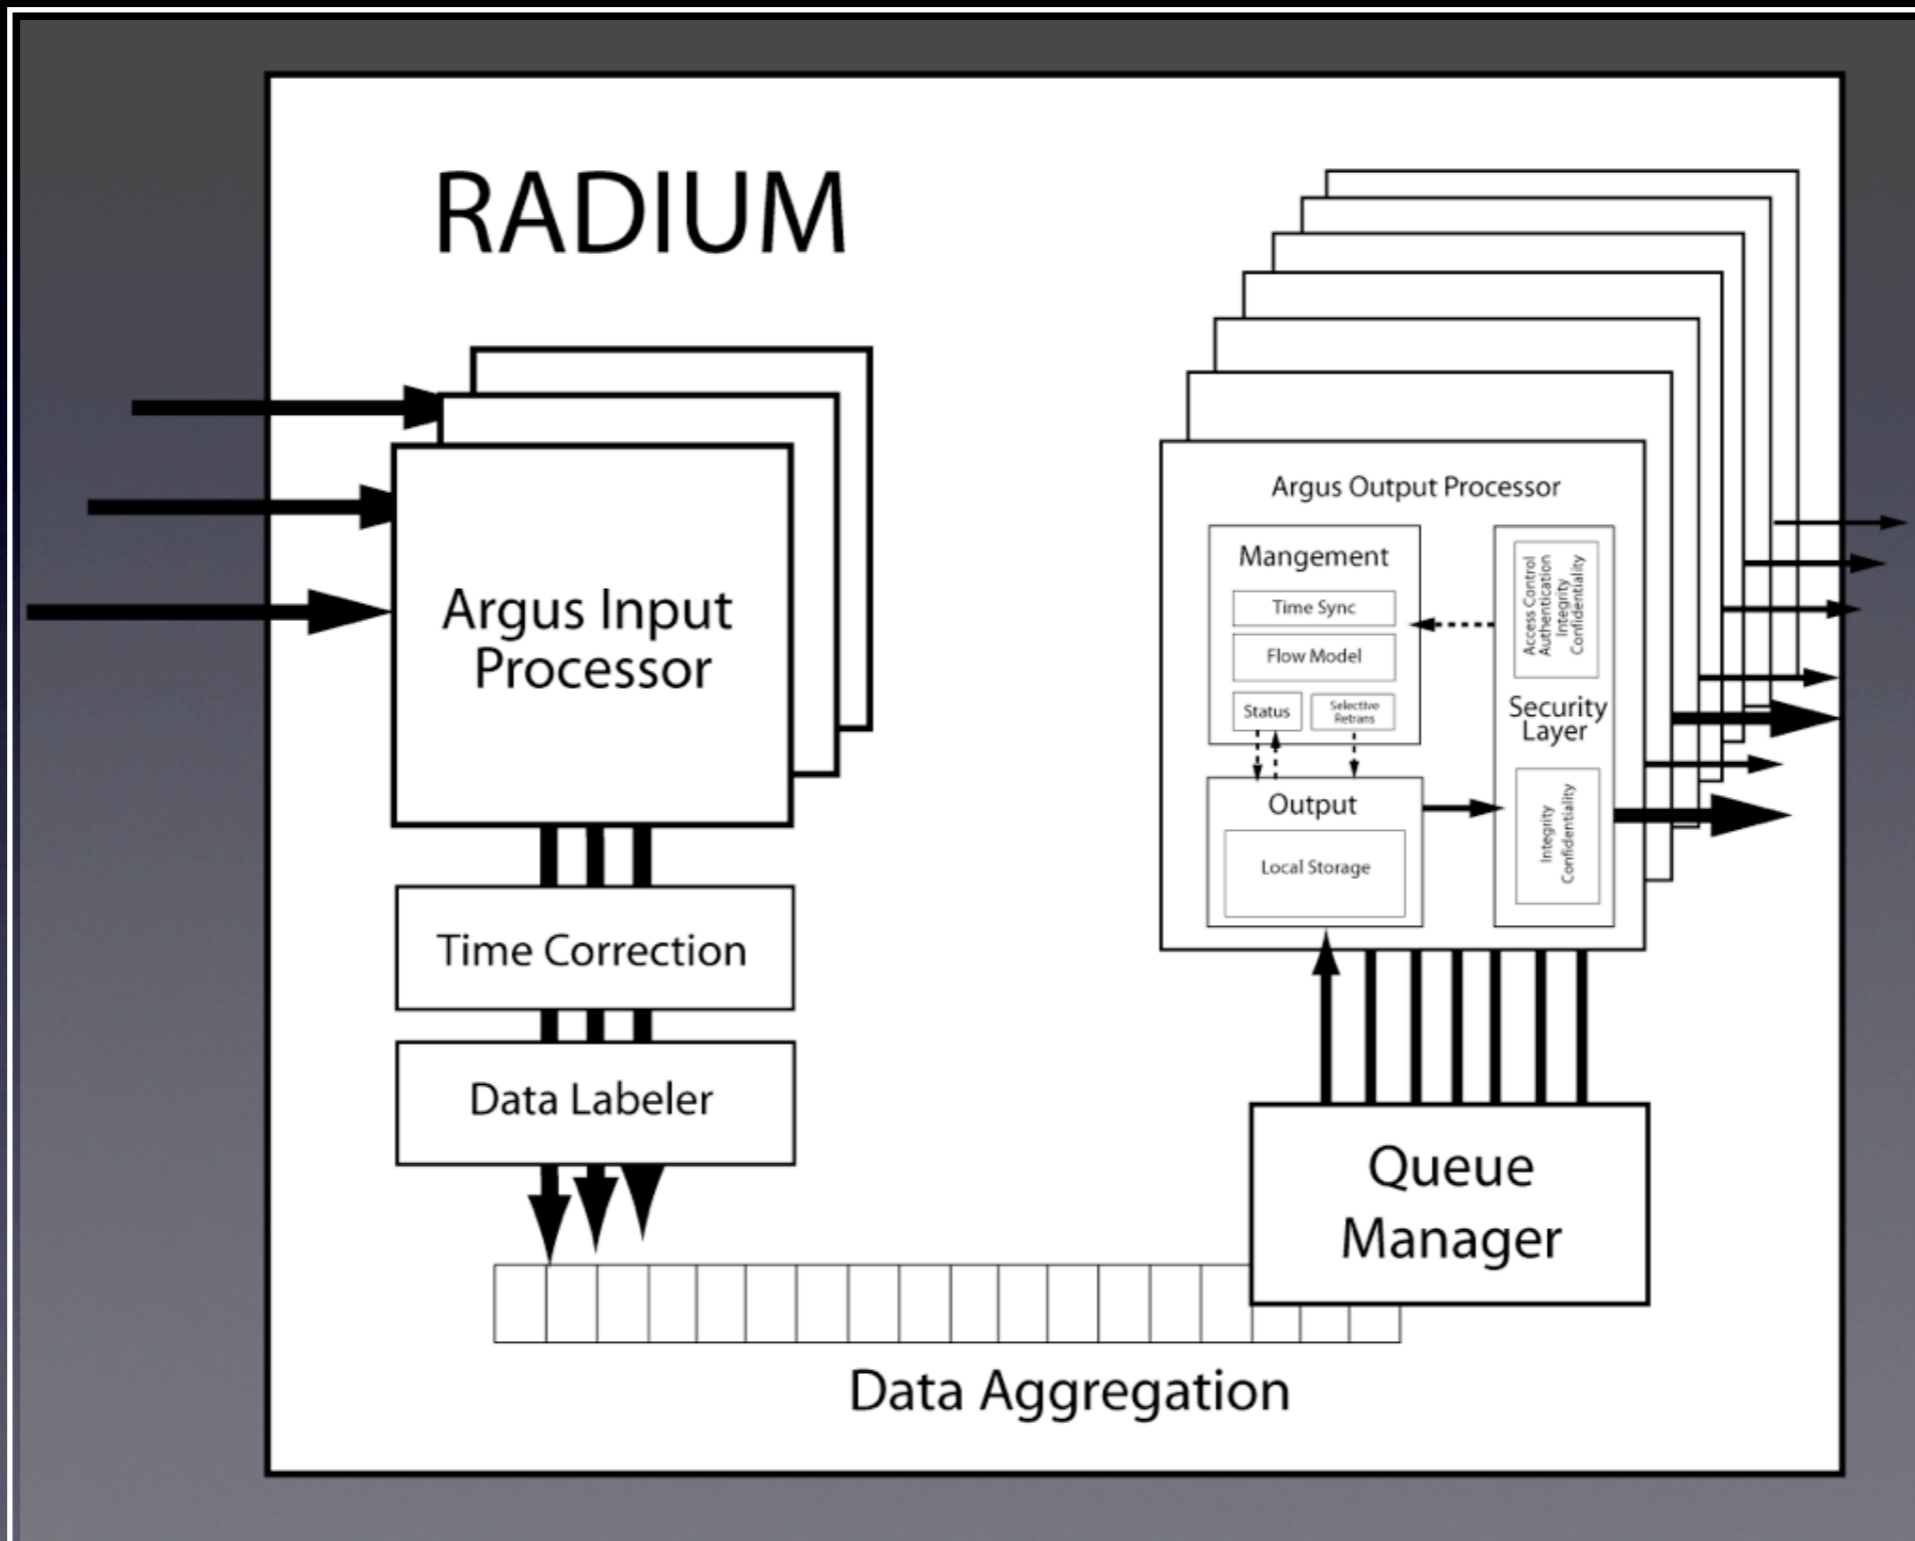 RADIUM
Argus Input
Processor
Time Correction
Data Labeler
Data Aggregation
Queue
Manager
Argus Output Processor
Mangement
Time Sync
Flow Model
Status
Selective
Retrans
Output
Local Storage
Access Control
Authentication
Integrity
Confidentiality
Security
Layer
Integrity
Confidentiality